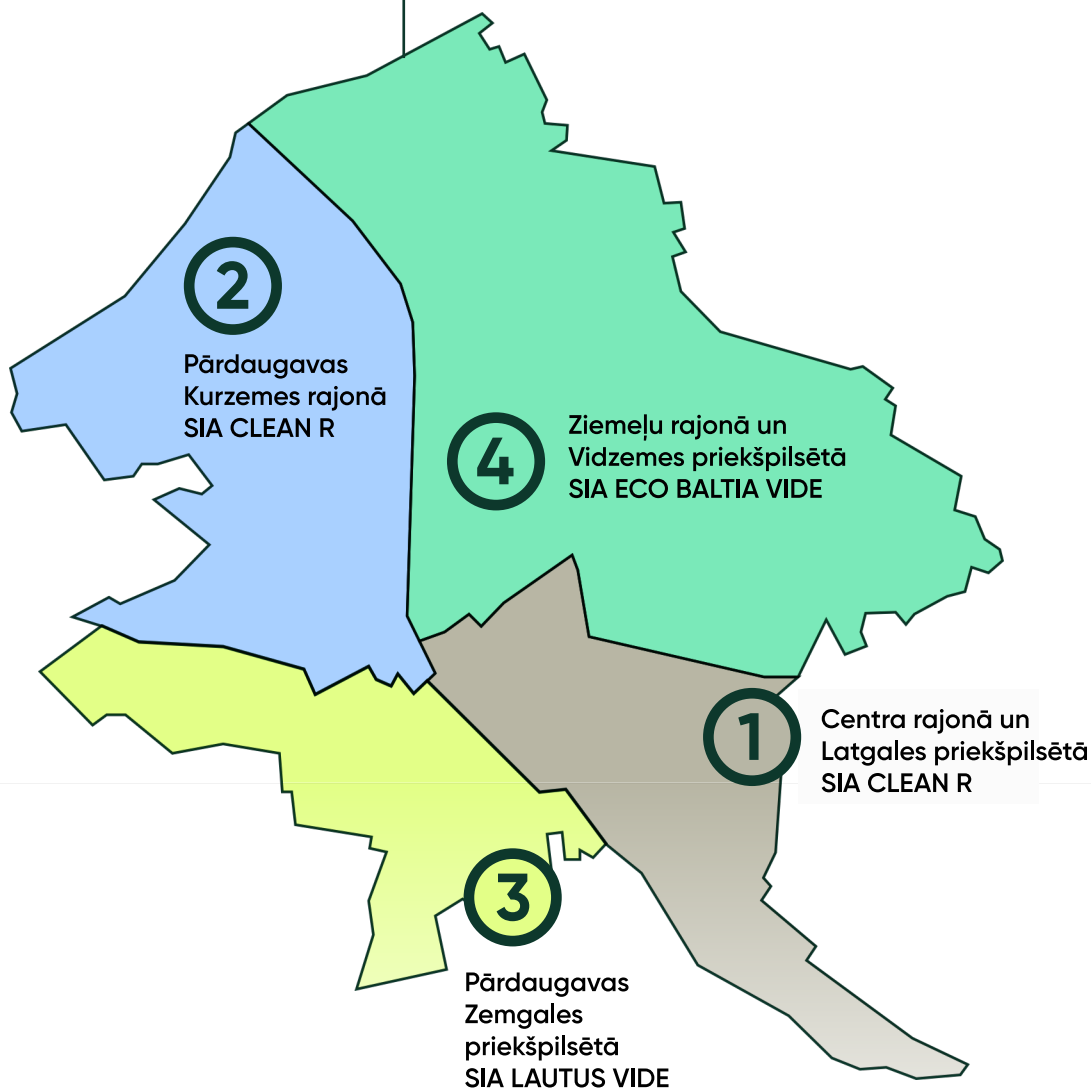 2
Pārdaugavas
Kurzemes rajonā
SIA CLEAN R
4
Ziemeļu rajonā un
Vidzemes priekšpilsētā
SIA ECO BALTIA VIDE
1
Centra rajonā un
Latgales priekšpilsētā
SIA CLEAN R
3
Pārdaugavas
Zemgales
priekšpilsētā
SIA LAUTUS VIDE